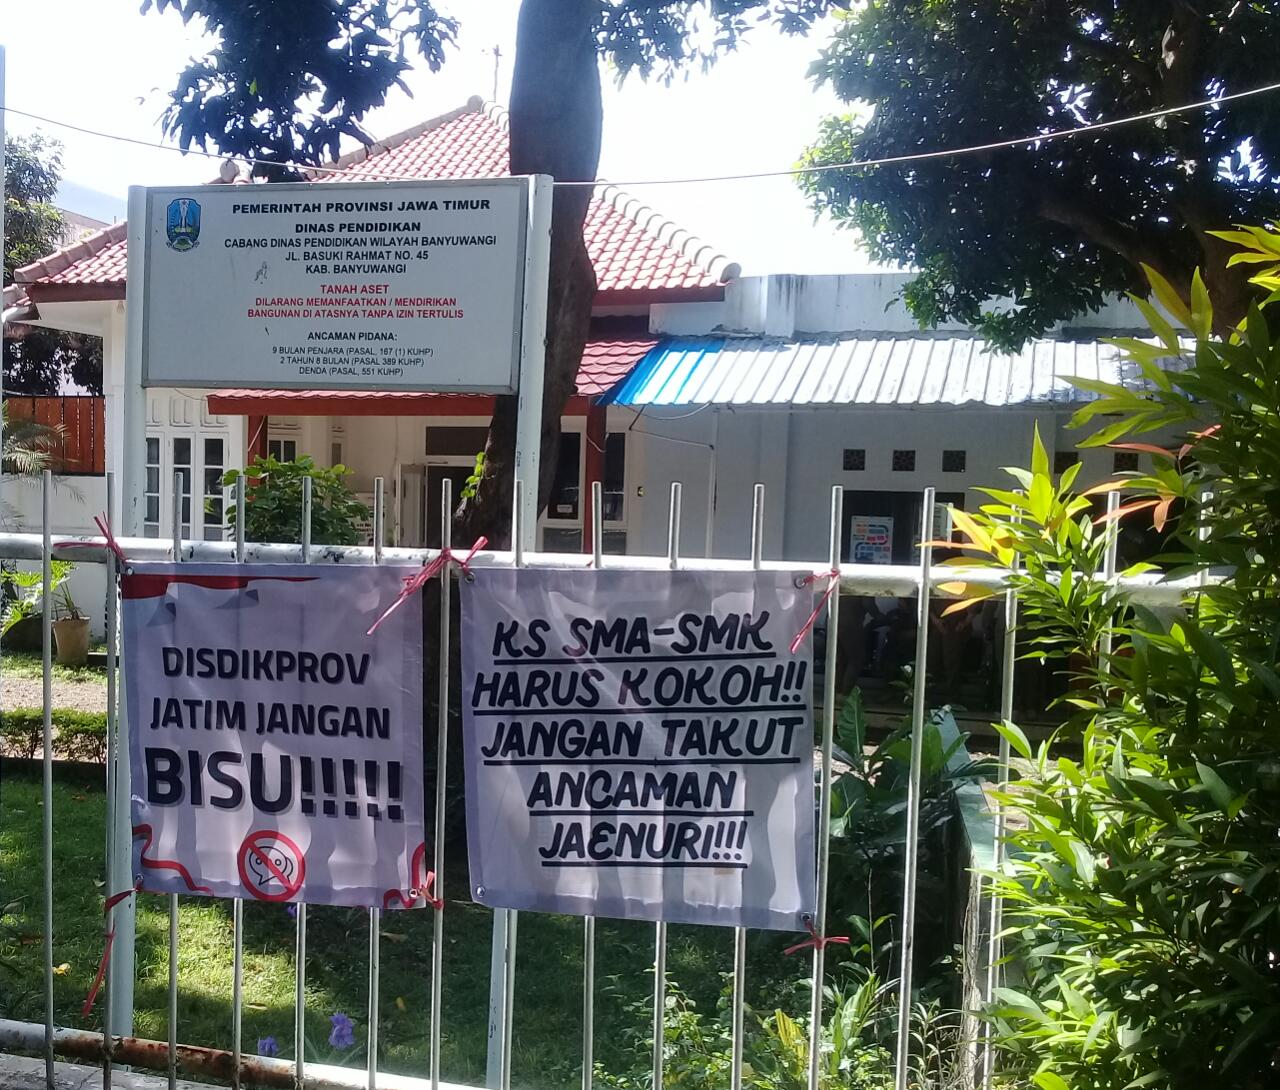 PEMERINTAH PROVINSI JAWA TIMUR
DINAS PENDIDIKAN
CABANG DINAS PENDIDIKAN WILAYAH BANYUWANGI
JL. BASUKI RAHMAT NO. 45
KAB. BANYUWANGI
TANAH ASET
DILARANG MEMANFAATKAN / MENDIRIKAN
BANGUNAN DI ATASNYA TANPA IZIN TERTULIS
ANCAMAN PIDANA:
9 BULAN PENJARA (PASAL, 167 (1) KUHP)
2 TAHUN 8 BULAN (PASAL 389 KUHP)
DENDA (PASAL, 551 KUHP)
DISDIKPROV
JATIM JANGAN
BISU!!!!!
KS SMA-SMK
HARUS KOKOH!!
JANGAN TAKUT
ANCAMAN
JAENURI!!!